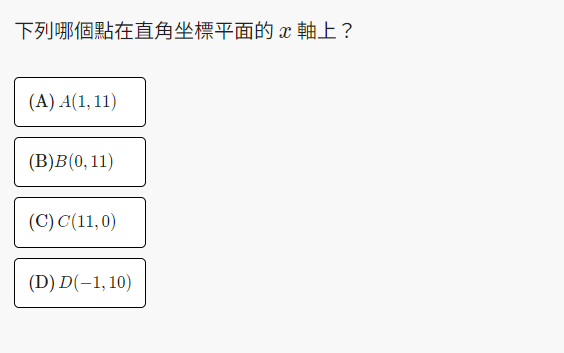 下列哪個點在直角坐標平面的 x 軸上？
(A) A(1, 11)
(B)B(0, 11)
(C) C(11, 0)
(D) D(−1, 10)